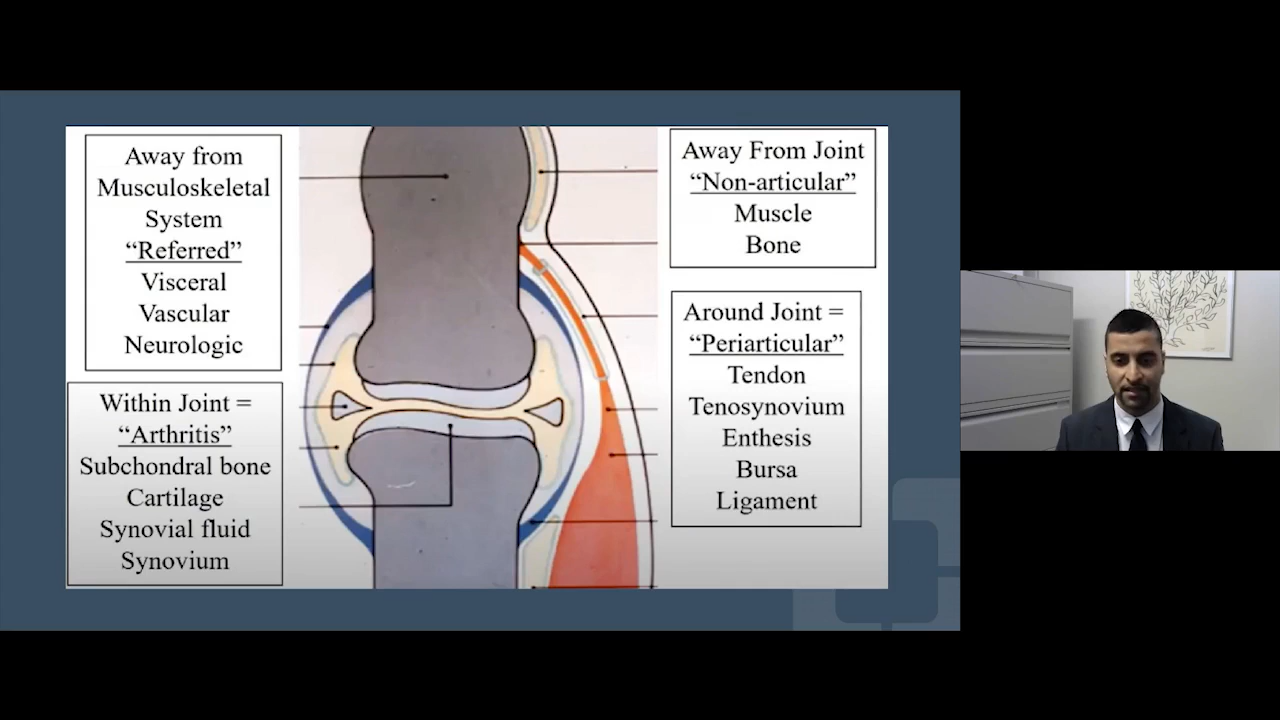 Away from
Musculoskeletal
System
“Referred”
Visceral
Vascular
Neurologic
Within Joint =
“Arthritis”
Subchondral bone
Cartilage
Synovial fluid
Synovium
Away From Joint
“Non-articular”
Muscle
Bone
Around Joint =
“Periarticular”
Tendon
Tenosynovium
Enthesis
Bursa
Ligament